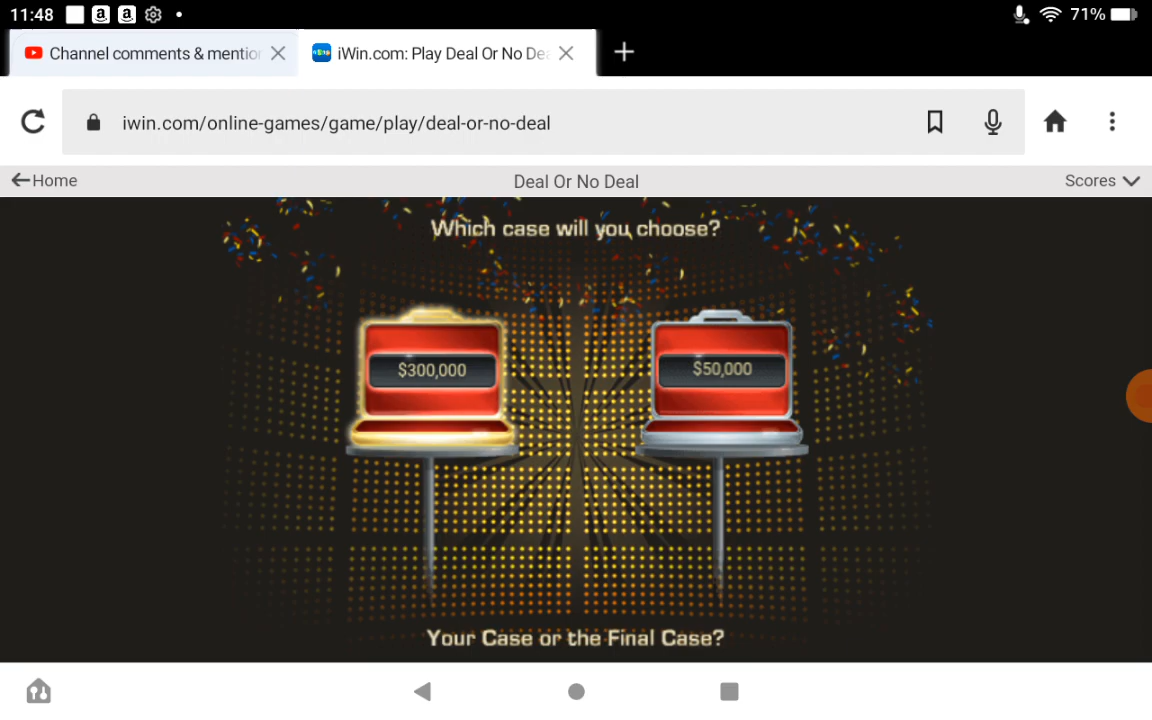 11:48
71%
Channel comments & mention
iWin.com: Play Deal Or No Dea
iwin.com/online-games/game/play/deal-or-no-deal
Home
Deal Or No Deal
Scores
Which case will you choose?
$300,000
$50,000
Your Case or the Final Case?